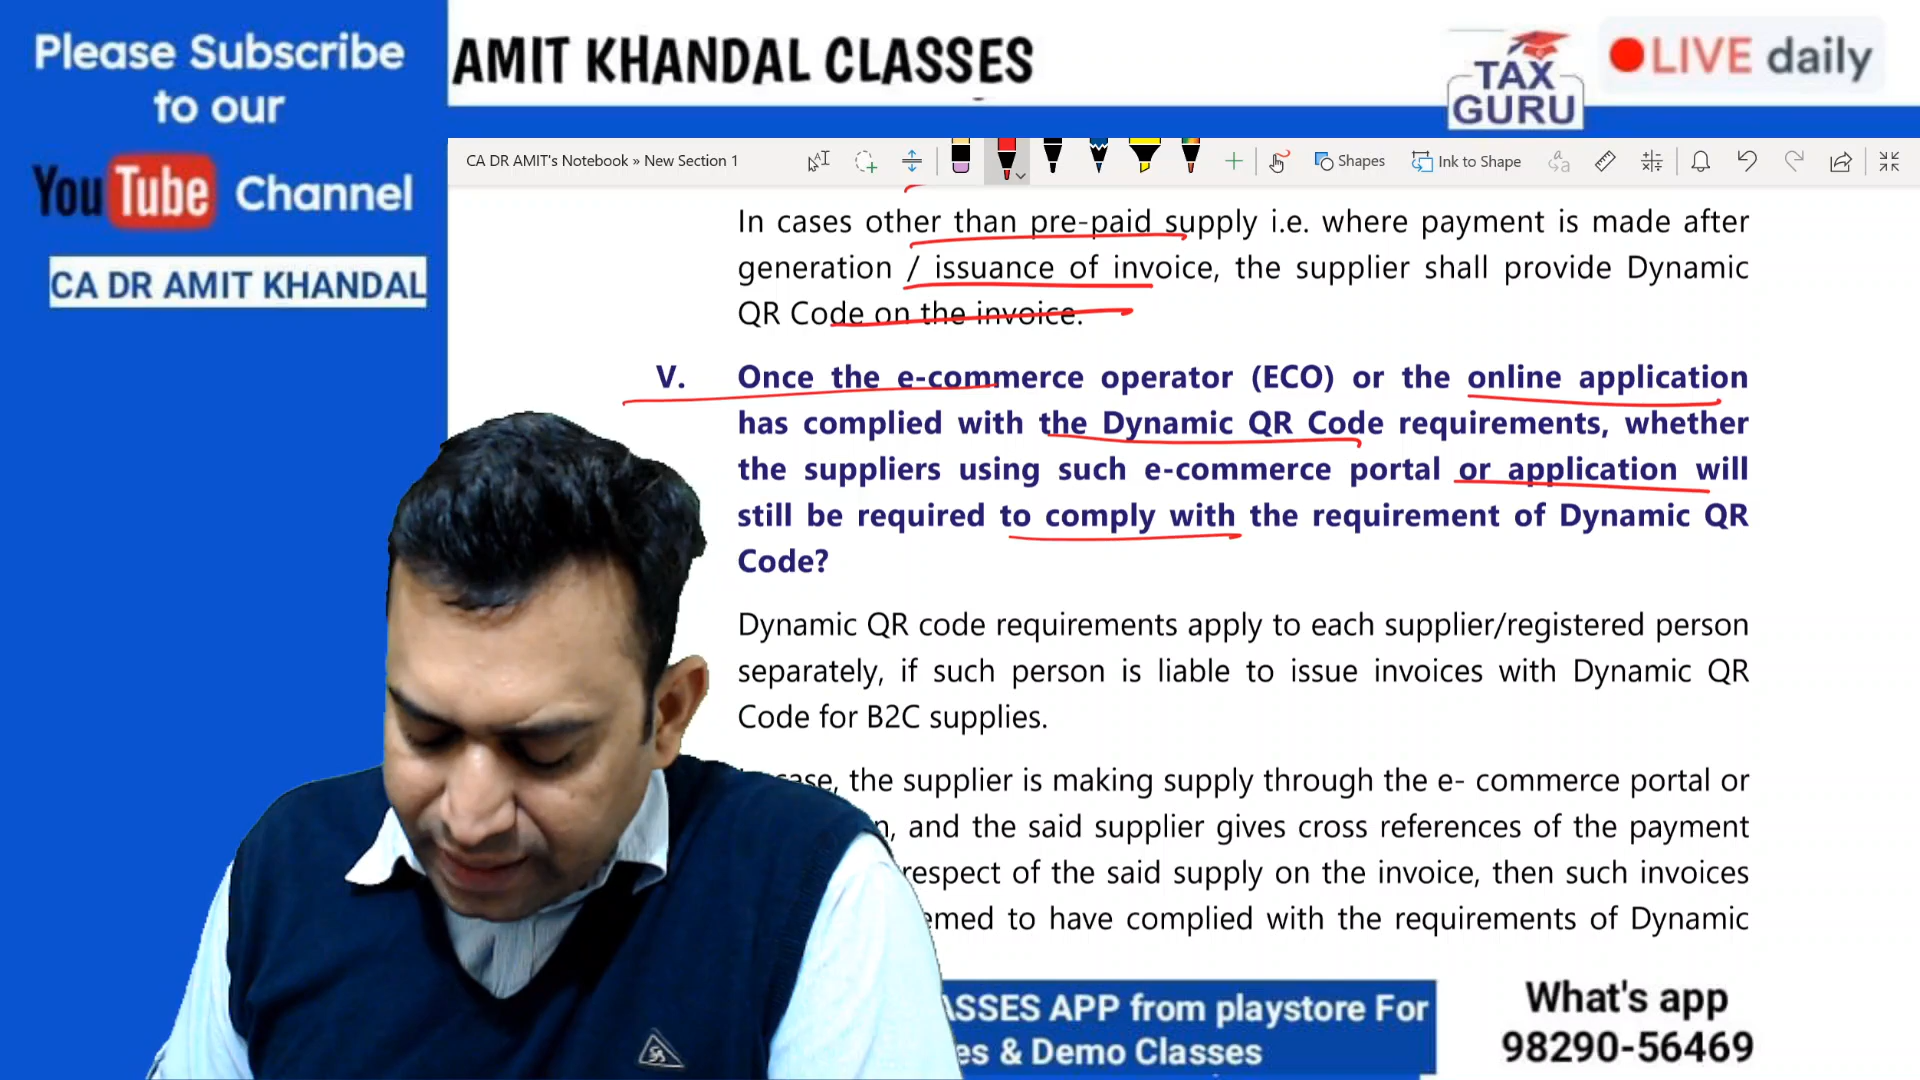 Please Subscribe
to our
You Tube Channel
CA DR AMIT KHANDAL
AMIT KHANDAL CLASSES
TAX
GURU
LIVE daily
CA DR AMIT's Notebook » New Section 1
Shapes
Ink to Shape
In cases other than pre-paid supply i.e. where payment is made after
generation / issuance of invoice, the supplier shall provide Dynamic
QR Code on the invoice.
V. Once the e-commerce operator (ECO) or the online application
has complied with the Dynamic QR Code requirements, whether
the suppliers using such e-commerce portal or application will
still be required to comply with the requirement of Dynamic QR
Code?
Dynamic QR code requirements apply to each supplier/registered person
separately, if such person is liable to issue invoices with Dynamic QR
Code for B2C supplies.
case, the supplier is making supply through the e- commerce portal or
and the said supplier gives cross references of the payment
respect of the said supply on the invoice, then such invoices
to have complied with the requirements of Dynamic
APP from playstore For
& Demo Classes
What's app
98290-56469